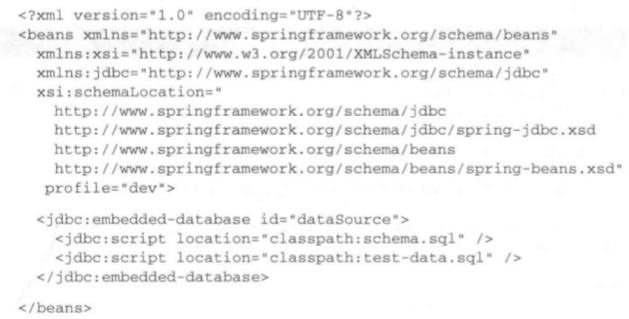 <?xml version="1.0" encoding="UTF-8"?>
<beans xmlns="http://www.springframework.org/schema/beans"
xmlns:xsi="http://www.w3.org/2001/XMLSchema-instance"
xmlns:jdbc="http://www.springframework.org/schema/jdbc"
xsi:schemaLocation="
http://www.springframework.org/schema/jdbc
http://www.springframework.org/schema/jdbc/spring-jdbc.xsd
http://www.springframework.org/schema/beans
http://www.springframework.org/schema/beans/spring-beans.xsd"
profile="dev">
<jdbc:embedded-database id="dataSource">
<jdbc:script location="classpath:schema.sql" />
<jdbc:script location="classpath:test-data.sql" />
</jdbc:embedded-database>
</beans>